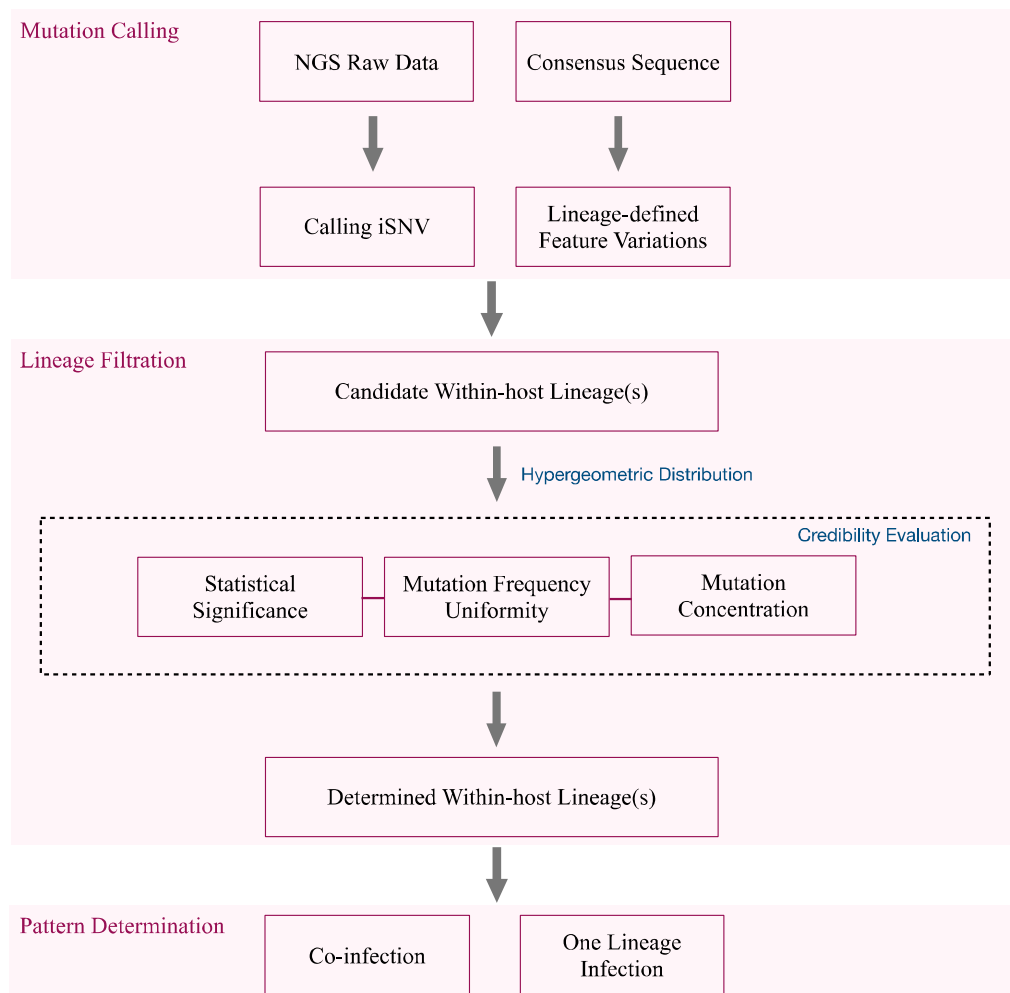 Mutation Calling
NGS Raw Data
Consensus Sequence
Calling iSNV
Lineage-defined
Feature Variations
Lineage Filtration
Candidate Within-host Lineage(s)
Hypergeometric Distribution
Credibility Evaluation
Statistical
Significance
Mutation Frequency
Uniformity
Mutation
Concentration
Determined Within-host Lineage(s)
Pattern Determination
Co-infection
One Lineage
Infection